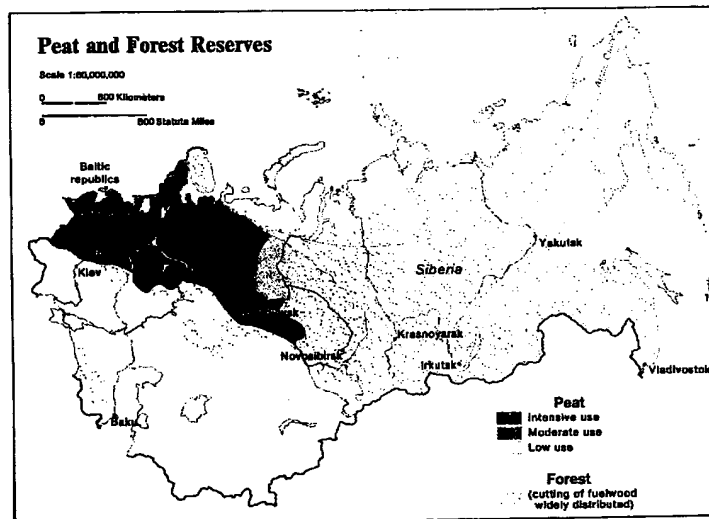 Peat and Forest Reserves
Scale 1:60,000,000
0 800 Kilometers
0 800 Statute Miles
Baltic
republics
Yakutsk
Siberia
Kiev
Krasnoyarsk
Novosibirsk
Irkutsk
Vladivostok
Baku
Peat
Intensive use
Moderate use
Low use
Forest
(cutting of fuelwood
widely distributed)